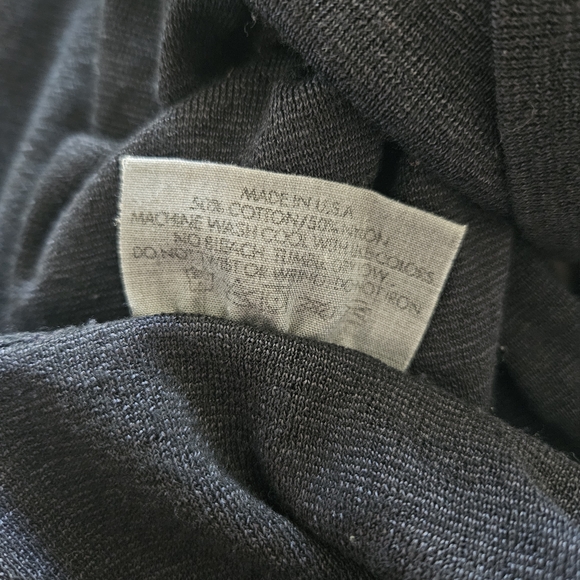 MADE IN U.S.A.
50% COTTON/50% NYLON
MACHINE WASH COOL WITH LIKE COLORS.
NO BLEACH. TUMBLE DRY LOW.
DO NOT TWIST OR WRING. DO NOT IRON.